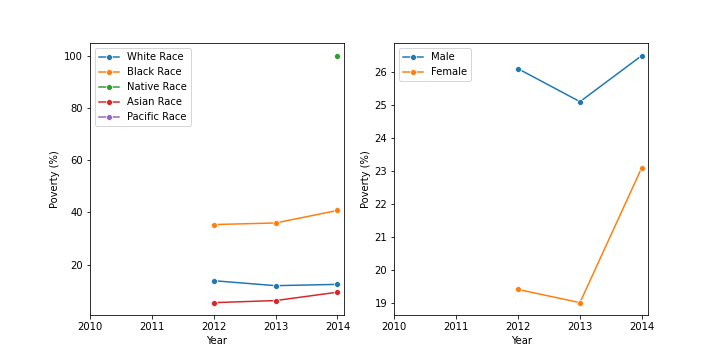 100
80
60
40
20
Poverty (%)
White Race
Black Race
Native Race
Asian Race
Pacific Race
2010 2011 2012 2013 2014
Year
26
25
24
23
22
21
20
19
Poverty (%)
Male
Female
2010 2011 2012 2013 2014
Year